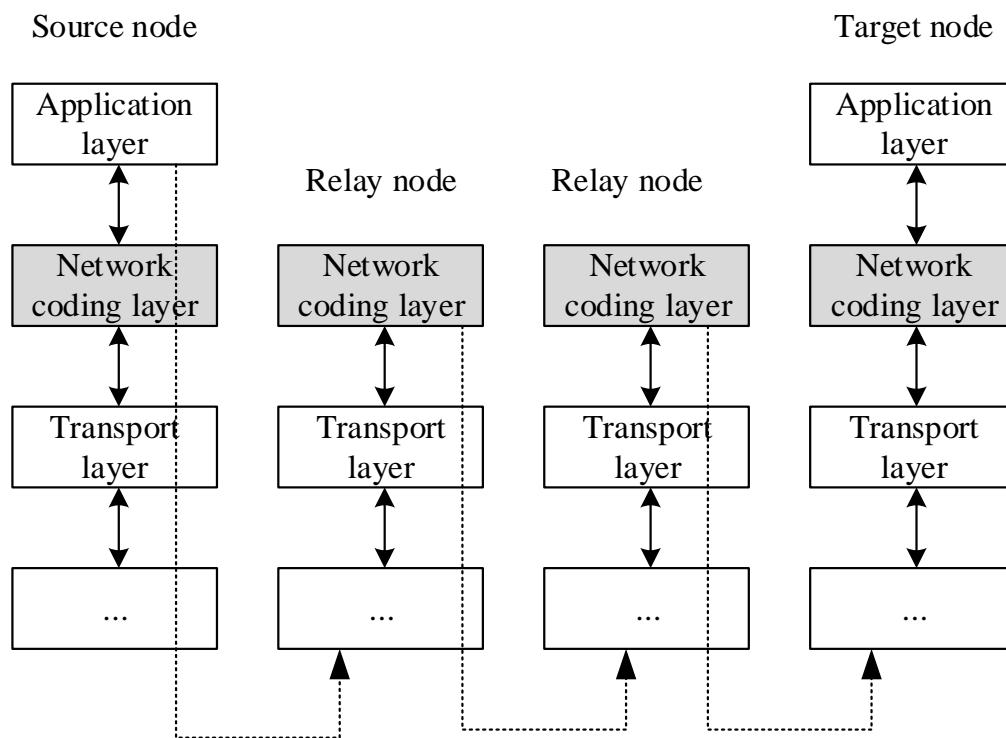 Source node
Target node
Application
layer
Application
layer
Relay node
Relay node
Network
coding layer
Network
coding layer
Network
coding layer
Network
coding layer
Transport
layer
Transport
layer
Transport
layer
Transport
layer
...
...
...
...